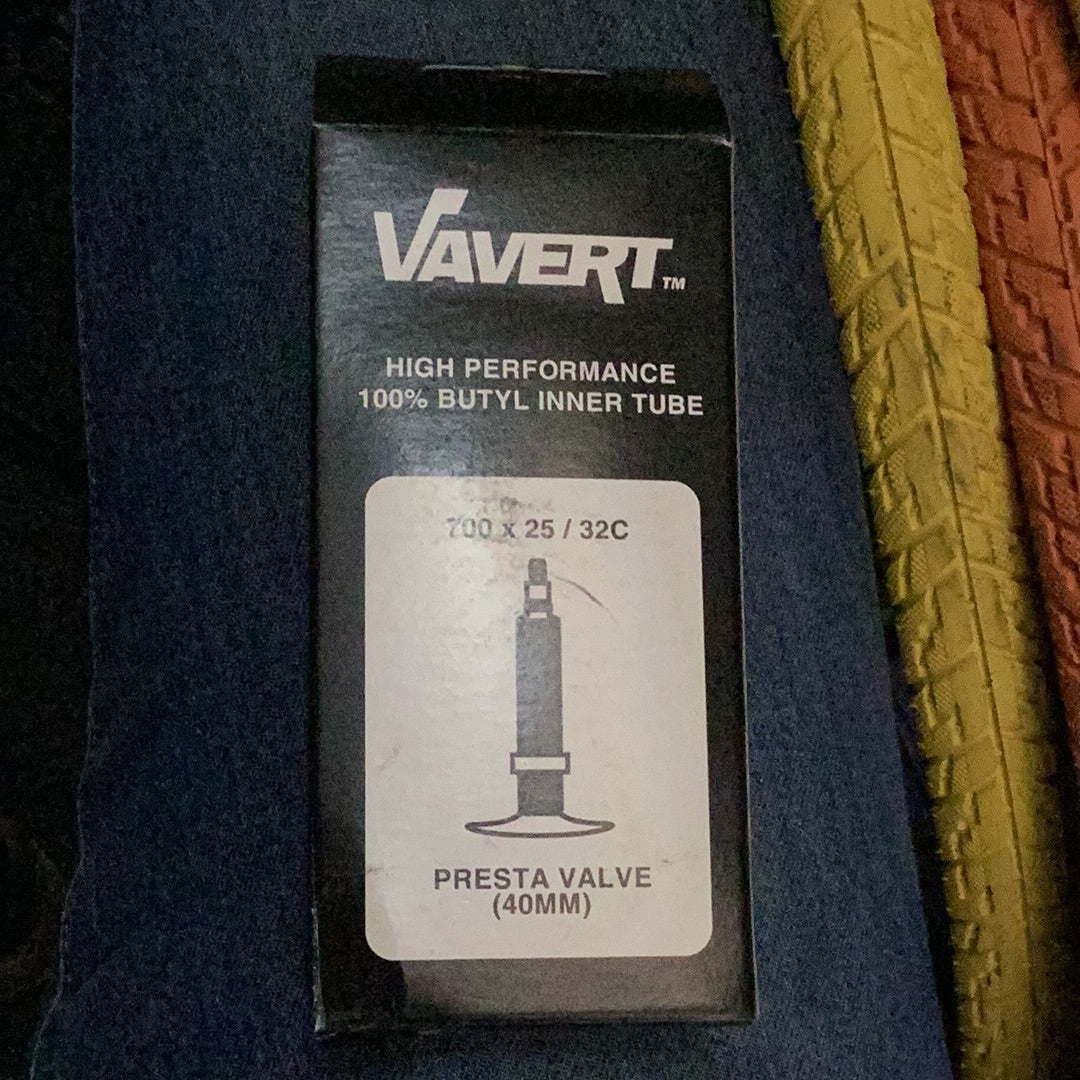 VAVERT™
HIGH PERFORMANCE
100% BUTYL INNER TUBE
700 x 25 / 32C
PRESTA VALVE
(40MM)